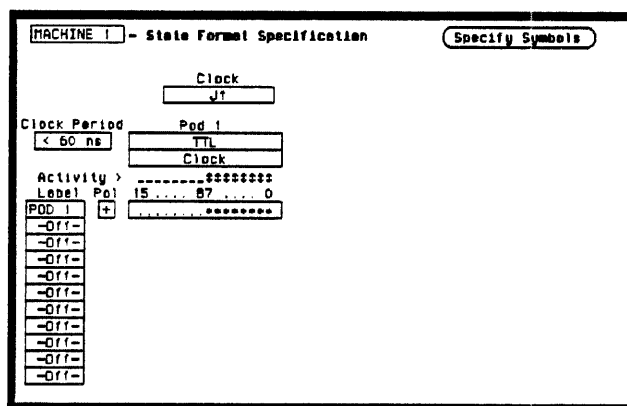 MACHINE 1 - State Format Specification Specify Symbols
Clock
J↑
Clock Period Pod 1
< 60 ns TTL
Clock
Activity > ________‡‡‡‡‡‡‡‡
Label Pol 15 .... 87 .... 0
POD 1 + ........********
-Off-
-Off-
-Off-
-Off-
-Off-
-Off-
-Off-
-Off-
-Off-
-Off-
-Off-